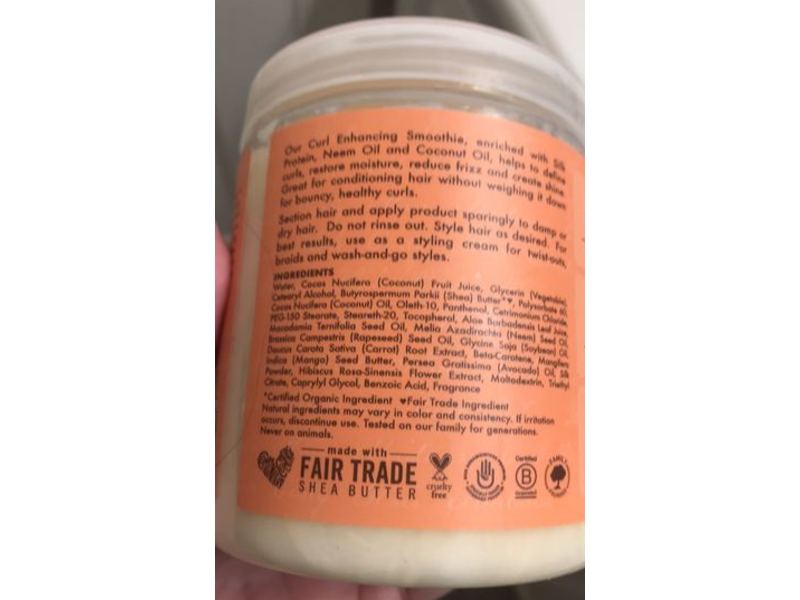 Our Curl Enhancing Smoothie, enriched with Silk
Protein, Neem Oil and Coconut Oil, helps to define
curls, restore moisture, reduce frizz and create shine.
Great for conditioning hair without weighing it down
for bouncy, healthy curls.
Section hair and apply product sparingly to damp or
dry hair. Do not rinse out. Style hair as desired. For
best results, use as a styling cream for twist-outs,
braids and wash-and-go styles.
INGREDIENTS
Water, Cocos Nucifera (Coconut) Fruit Juice, Glycerin (Vegetable),
Cetearyl Alcohol, Butyrospermum Parkii (Shea) Butter*♥, Polysorbate 60,
Cocos Nucifera (Coconut) Oil, Oleth-10, Panthenol, Cetrimonium Chloride,
PEG-150 Stearate, Steareth-20, Tocopherol, Aloe Barbadensis Leaf Juice,
Macadamia Ternifolia Seed Oil, Melia Azadirachta (Neem) Seed Oil,
Brassica Campestris (Rapeseed) Seed Oil, Glycine Soja (Soybean) Oil,
Daucus Carota Sativa (Carrot) Root Extract, Beta-Carotene, Mangifera
Indica (Mango) Seed Butter, Persea Gratissima (Avocado) Oil, Silk
Powder, Hibiscus Rosa-Sinensis Flower Extract, Maltodextrin, Triethyl
Citrate, Caprylyl Glycol, Benzoic Acid, Fragrance
*Certified Organic Ingredient ♥Fair Trade Ingredient
Natural ingredients may vary in color and consistency. If irritation
occurs, discontinue use. Tested on our family for generations.
Never on animals.
made with
FAIR TRADE
SHEA BUTTER
cruelty
free
Certified
B
Corporation
FAMILY